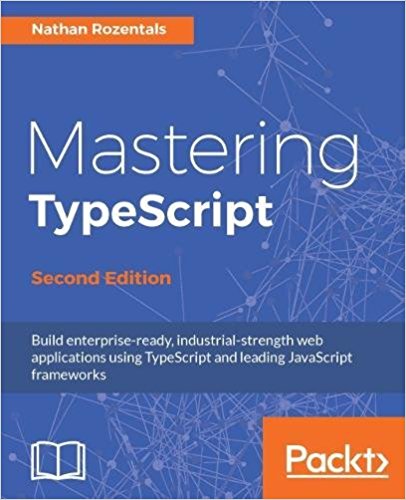 Nathan Rozentals
Mastering
TypeScript
Second Edition
Build enterprise-ready, industrial-strength web
applications using TypeScript and leading JavaScript
frameworks
Packt>